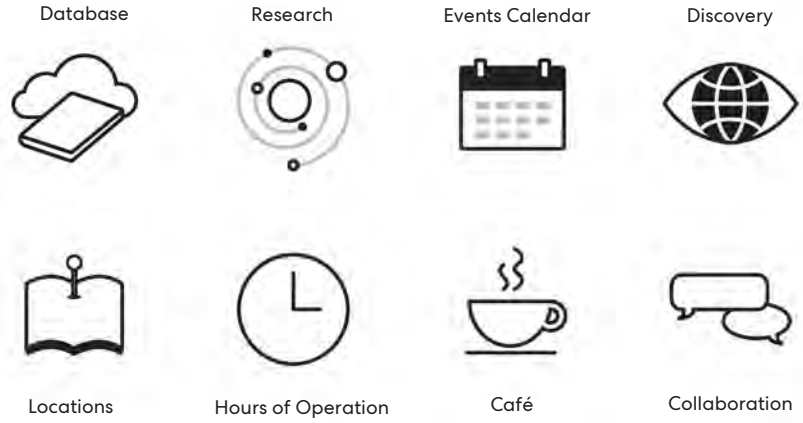 Database
Research
Events Calendar
Discovery
Locations
Hours of Operation
Café
Collaboration